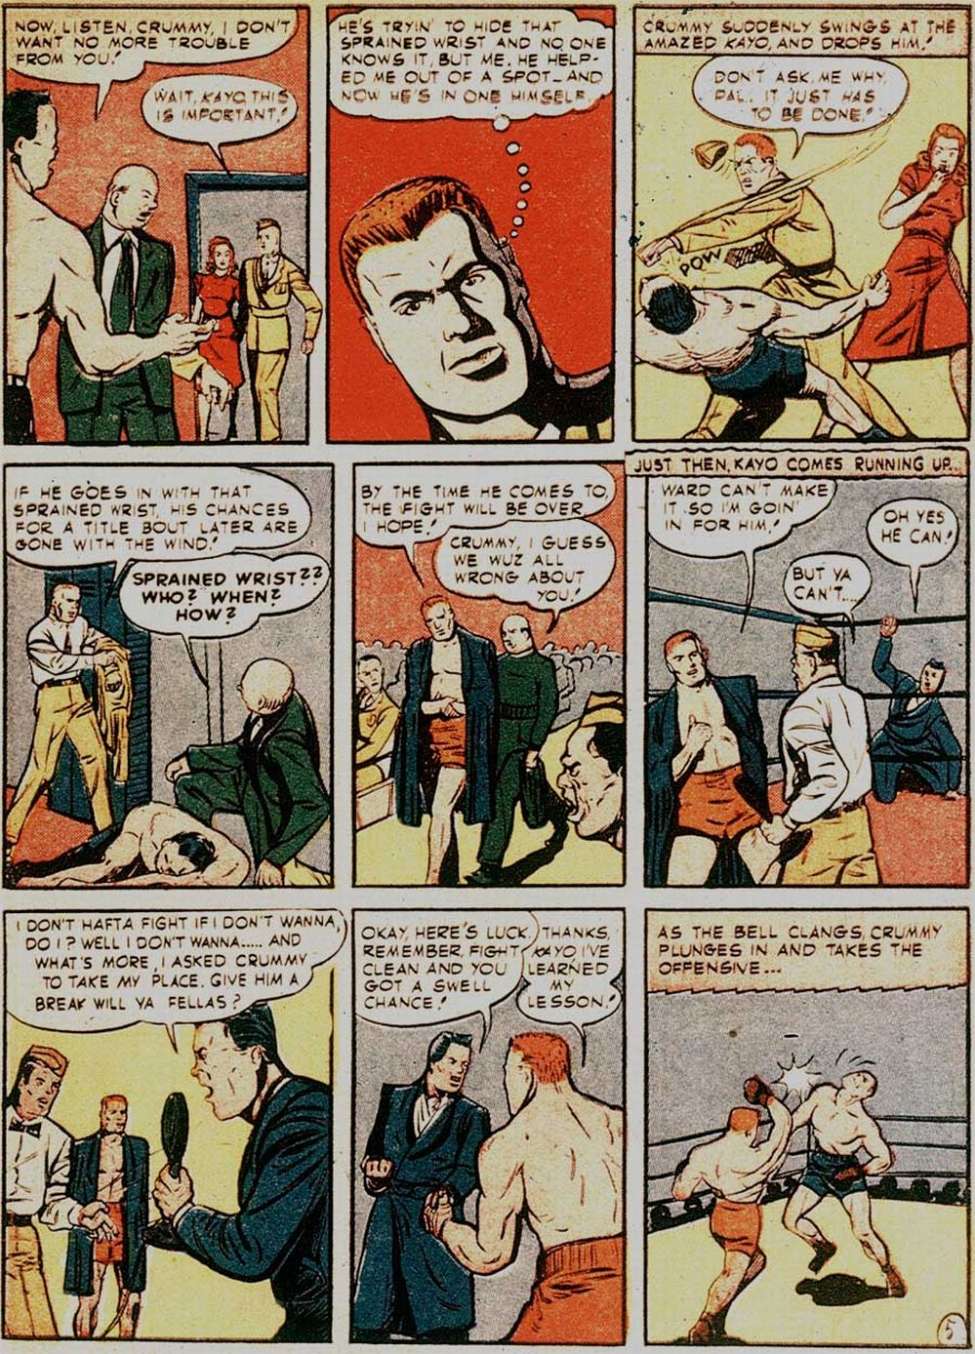 NOW, LISTEN, CRUMMY, I DON'T
WANT NO MORE TROUBLE
FROM YOU!
WAIT, KAYO, THIS
IS IMPORTANT!
HE'S TRYIN' TO HIDE THAT
SPRAINED WRIST AND NO ONE
KNOWS IT, BUT ME. HE HELP-
ED ME OUT OF A SPOT—AND
NOW HE'S IN ONE HIMSELF.
CRUMMY SUDDENLY SWINGS AT THE
AMAZED KAYO, AND DROPS HIM!
DON'T ASK ME WHY,
PAL. IT JUST HAS
TO BE DONE!
POW
IF HE GOES IN WITH THAT
SPRAINED WRIST, HIS CHANCES
FOR A TITLE BOUT LATER ARE
GONE WITH THE WIND!
SPRAINED WRIST??
WHO? WHEN?
HOW?
BY THE TIME HE COMES TO,
THE FIGHT WILL BE OVER,
I HOPE!
CRUMMY, I GUESS
WE WUZ ALL
WRONG ABOUT
YOU!
JUST THEN, KAYO COMES RUNNING UP...
WARD CAN'T MAKE
IT SO I'M GOIN'
IN FOR HIM!
BUT YA
CAN'T....
OH YES
HE CAN!
I DON'T HAFTA FIGHT IF I DON'T WANNA,
DO I? WELL I DON'T WANNA..... AND
WHAT'S MORE, I ASKED CRUMMY
TO TAKE MY PLACE. GIVE HIM A
BREAK WILL YA FELLAS?
OKAY, HERE'S LUCK.
REMEMBER, FIGHT
CLEAN AND YOU
GOT A SWELL
CHANCE!
THANKS,
KAYO I'VE
LEARNED
MY
LESSON!
AS THE BELL CLANGS, CRUMMY
PLUNGES IN AND TAKES THE
OFFENSIVE...
5